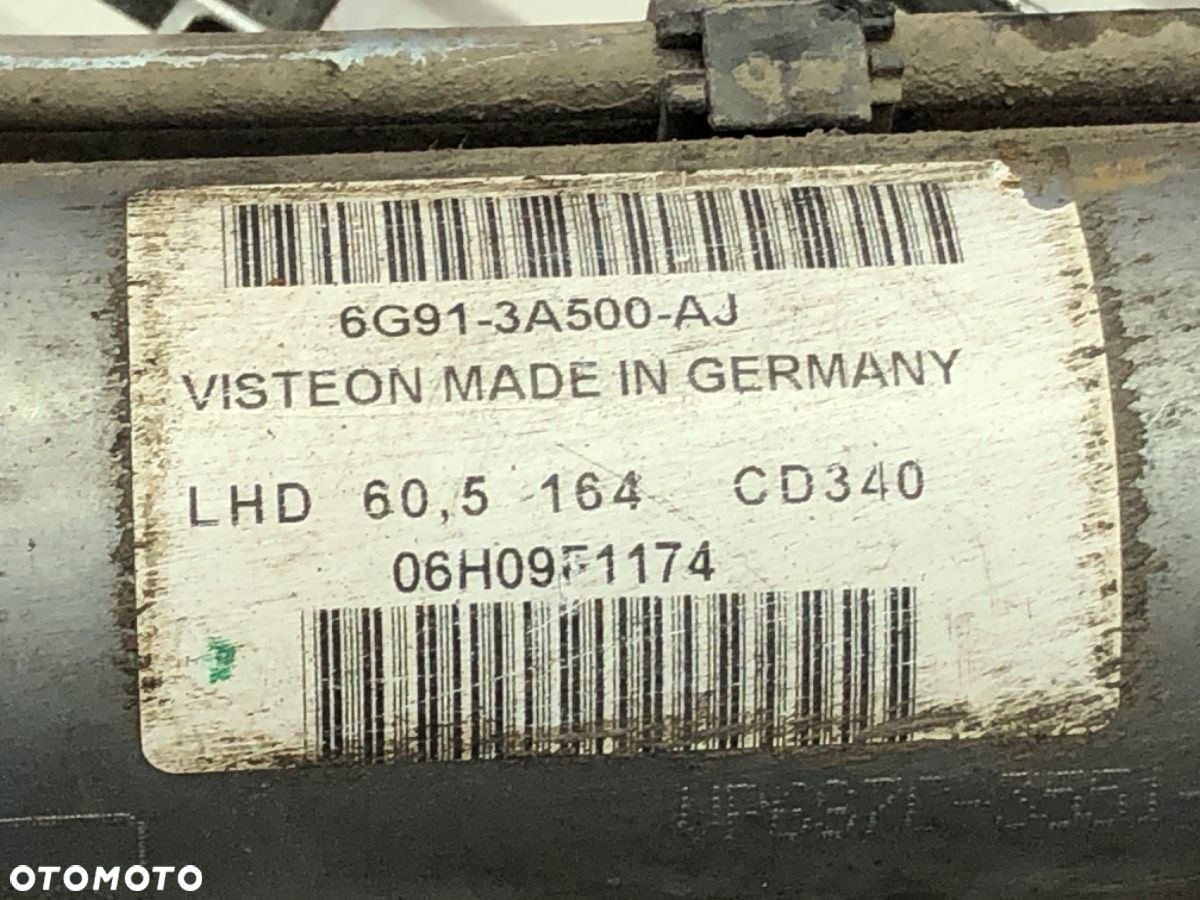 6G91-3A500-AJ
VISTEON MADE IN GERMANY
LHD 60,5 164 CD340
06H09F1174
OTOMOTO